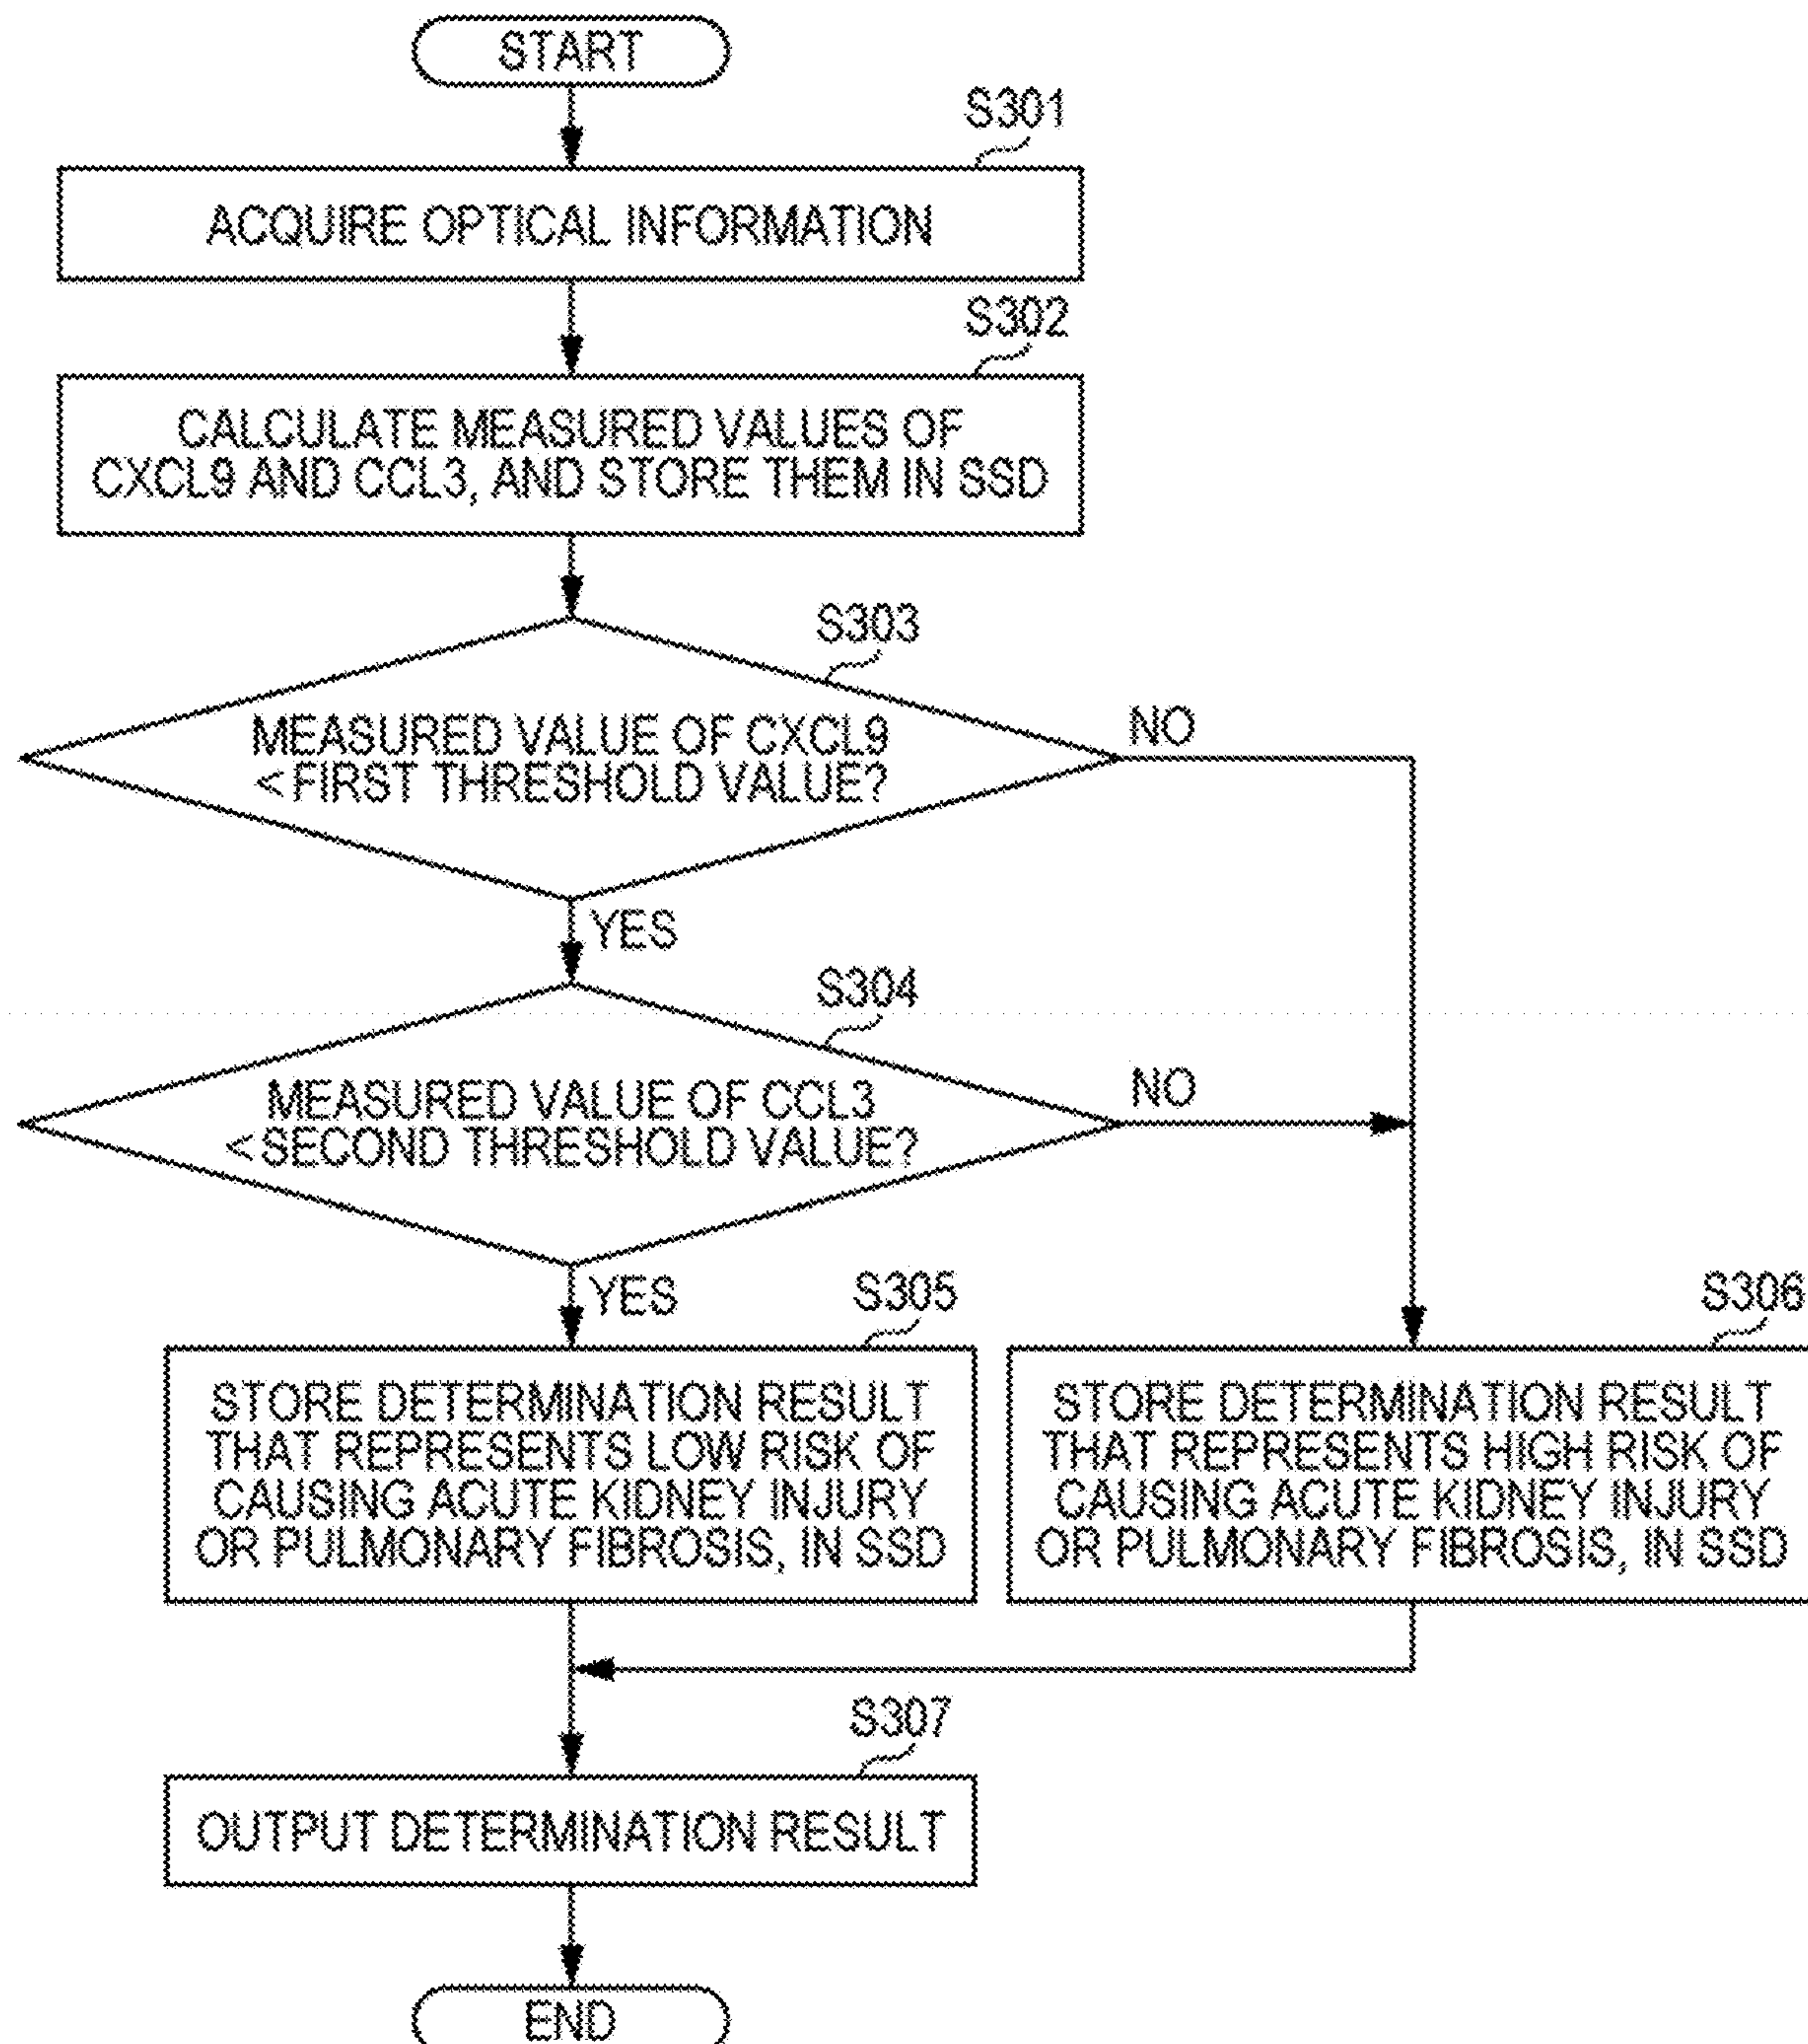 START
S301
ACQUIRE OPTICAL INFORMATION
S302
CALCULATE MEASURED VALUES OF
CXCL9 AND CCL3, AND STORE THEM IN SSD
S303
MEASURED VALUE OF CXCL9
< FIRST THRESHOLD VALUE?
NO
YES
S304
MEASURED VALUE OF CCL3
< SECOND THRESHOLD VALUE?
NO
YES
S305
STORE DETERMINATION RESULT
THAT REPRESENTS LOW RISK OF
CAUSING ACUTE KIDNEY INJURY
OR PULMONARY FIBROSIS, IN SSD
S306
STORE DETERMINATION RESULT
THAT REPRESENTS HIGH RISK OF
CAUSING ACUTE KIDNEY INJURY
OR PULMONARY FIBROSIS, IN SSD
S307
OUTPUT DETERMINATION RESULT
END